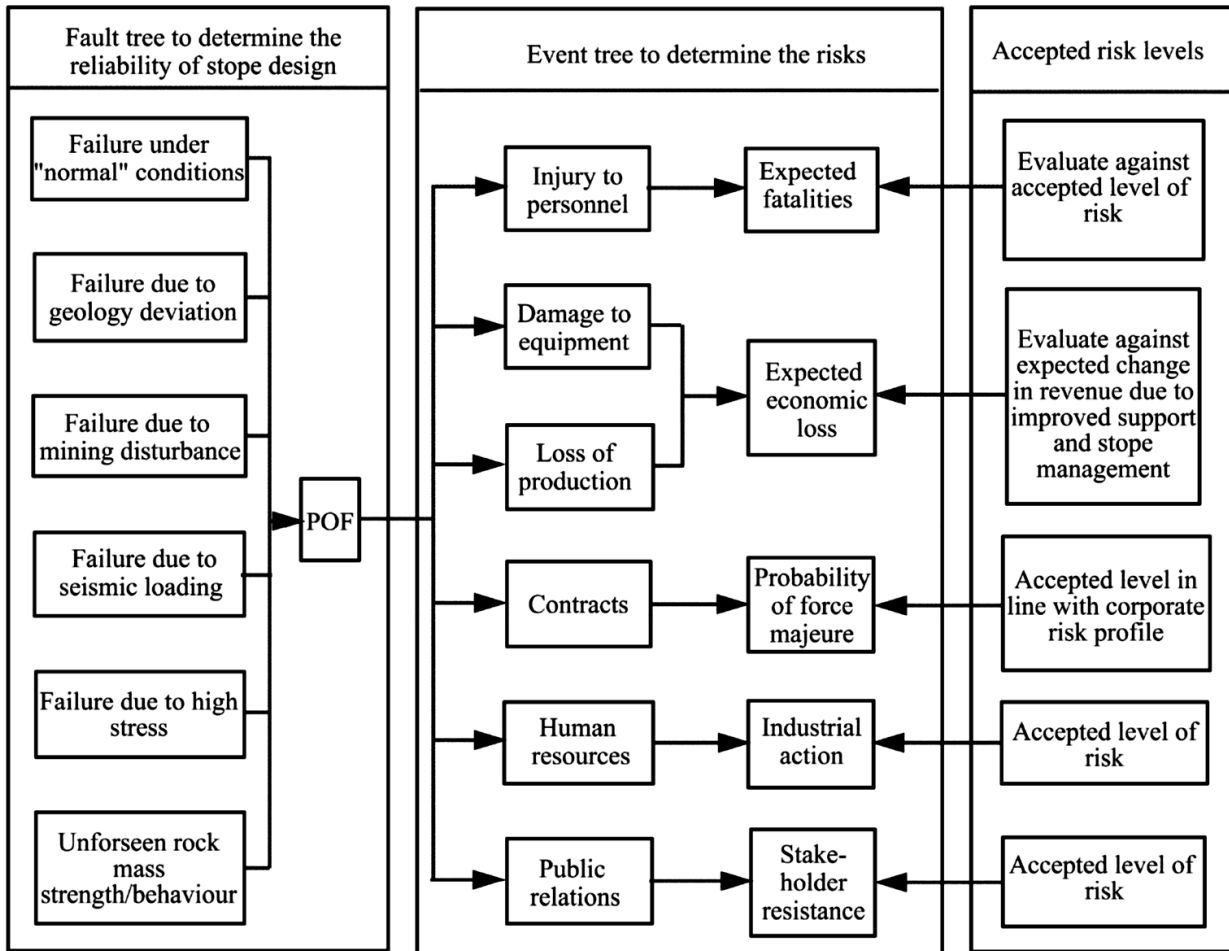 Fault tree to determine the
reliability of stope design
Failure under
"normal" conditions
Failure due to
geology deviation
Failure due to
mining disturbance
Failure due to
seismic loading
Failure due to high
stress
Unforseen rock
mass
strength/behaviour
POF
Event tree to determine the risks
Injury to
personnel
Expected
fatalities
Damage to
equipment
Loss of
production
Expected
economic
loss
Contracts
Probability
of force
majeure
Human
resources
Industrial
action
Public
relations
Stake-
holder
resistance
Accepted risk levels
Evaluate against
accepted level of
risk
Evaluate against
expected change
in revenue due to
improved support
and stope
management
Accepted level in
line with corporate
risk profile
Accepted level of
risk
Accepted level of
risk